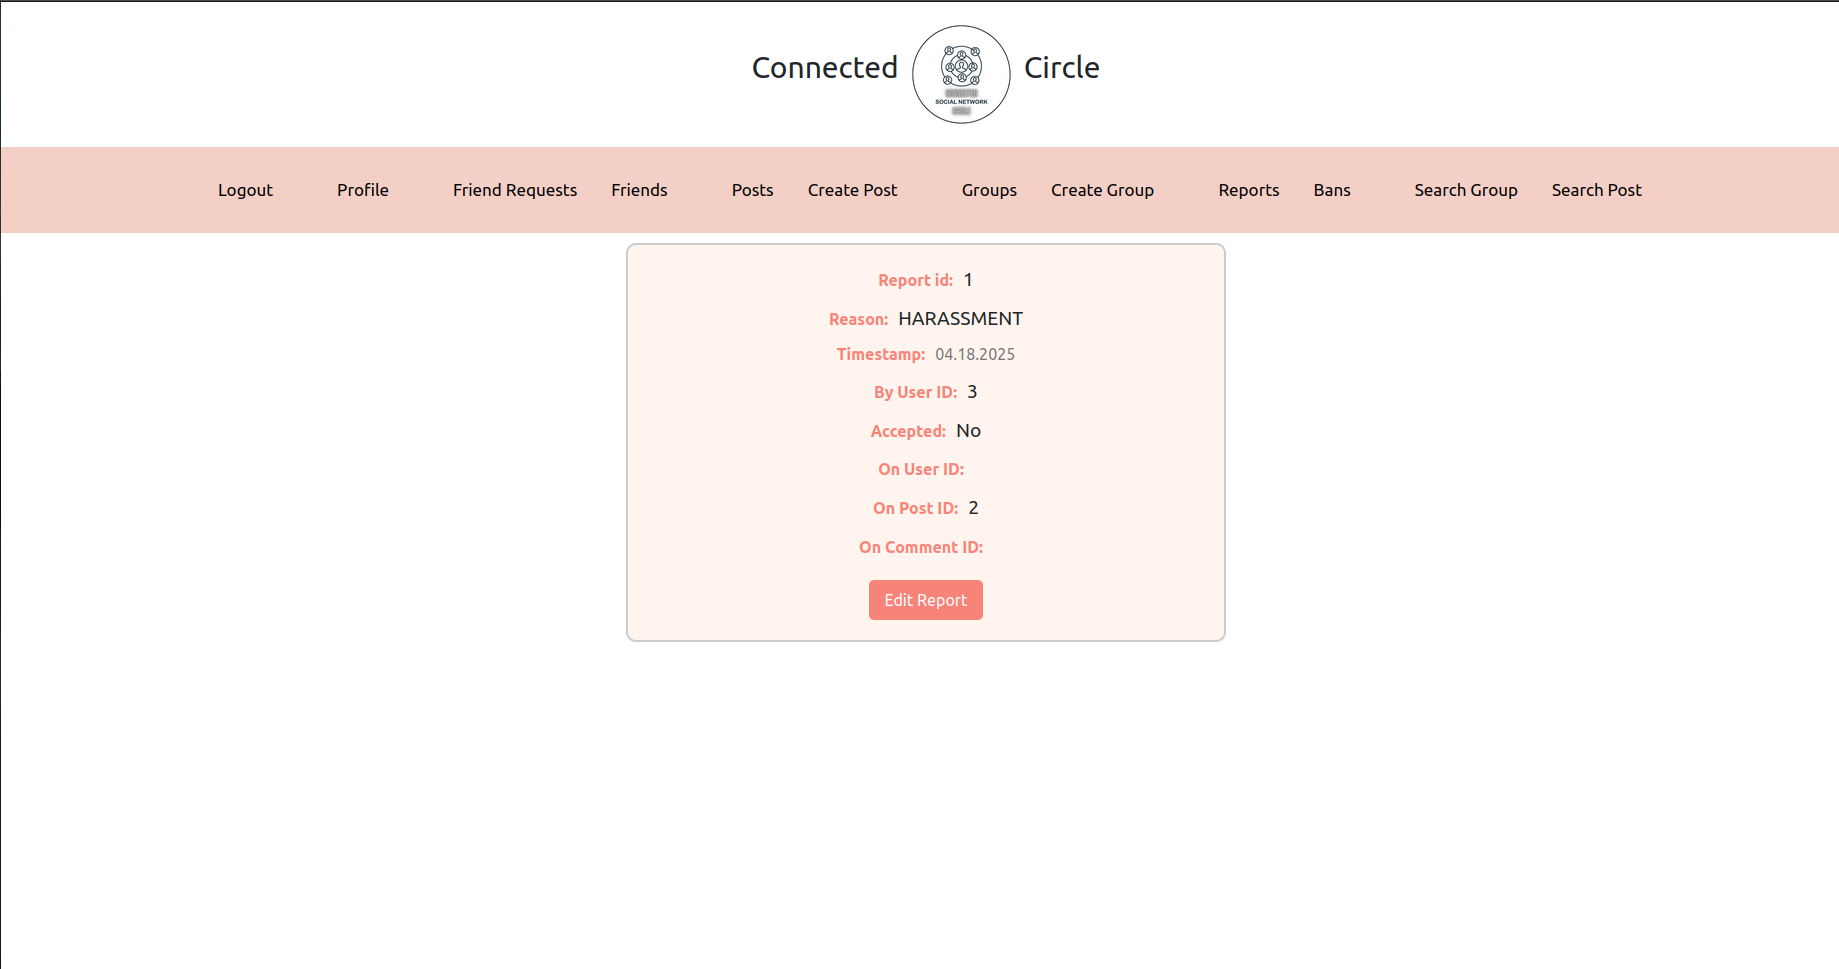 Connected Circle
SOCIAL NETWORK
Logout Profile Friend Requests Friends Posts Create Post Groups Create Group Reports Bans Search Group Search Post
Report id: 1
Reason: HARASSMENT
Timestamp: 04.18.2025
By User ID: 3
Accepted: No
On User ID:
On Post ID: 2
On Comment ID:
Edit Report